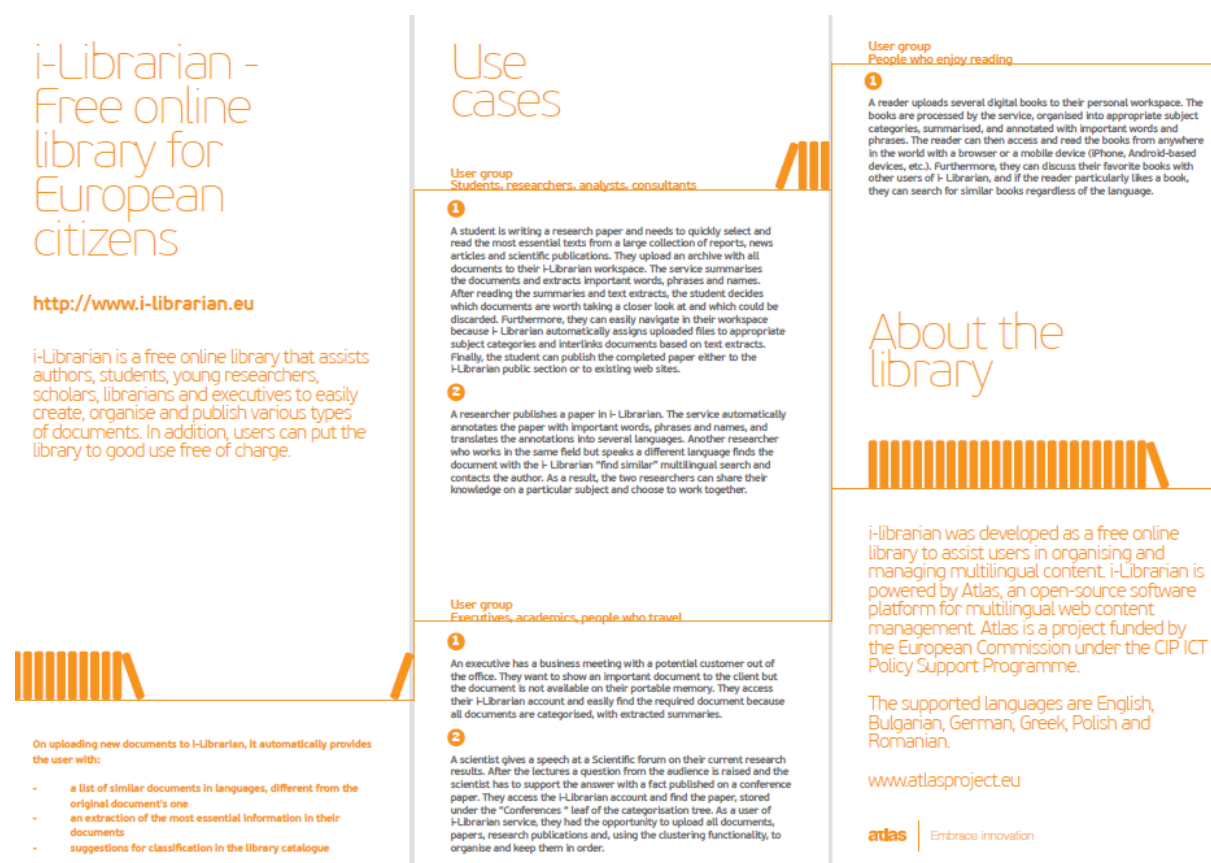 i-Librarian -
Free online
library for
European
citizens
http://www.i-librarian.eu
i-Librarian is a free online library that assists
authors, students, young researchers,
scholars, librarians and executives to easily
create, organise and publish various types
of documents. In addition, users can put the
library to good use free of charge.
On uploading new documents to i-Librarian, it automatically provides
the user with:
- a list of similar documents in languages, different from the
original document's one
- an extraction of the most essential information in their
documents
- suggestions for classification in the library catalogue
Use
cases
User group
Students, researchers, analysts, consultants
1
A student is writing a research paper and needs to quickly select and
read the most essential texts from a large collection of reports, news
articles and scientific publications. They upload an archive with all
documents to their i-Librarian workspace. The service summarises
the documents and extracts important words, phrases and names.
After reading the summaries and text extracts, the student decides
which documents are worth taking a closer look at and which could be
discarded. Furthermore, they can easily navigate in their workspace
because i- Librarian automatically assigns uploaded files to appropriate
subject categories and interlinks documents based on text extracts.
Finally, the student can publish the completed paper either to the
i-Librarian public section or to existing web sites.
2
A researcher publishes a paper in i- Librarian. The service automatically
annotates the paper with important words, phrases and names, and
translates the annotations into several languages. Another researcher
who works in the same field but speaks a different language finds the
document with the i- Librarian "find similar" multilingual search and
contacts the author. As a result, the two researchers can share their
knowledge on a particular subject and choose to work together.
User group
Executives, academics, people who travel
1
An executive has a business meeting with a potential customer out of
the office. They want to show an important document to the client but
the document is not available on their portable memory. They access
their i-Librarian account and easily find the required document because
all documents are categorised, with extracted summaries.
2
A scientist gives a speech at a Scientific forum on their current research
results. After the lectures a question from the audience is raised and the
scientist has to support the answer with a fact published on a conference
paper. They access the i-Librarian account and find the paper, stored
under the "Conferences " leaf of the categorisation tree. As a user of
i-Librarian service, they had the opportunity to upload all documents,
papers, research publications and, using the clustering functionality, to
organise and keep them in order.
User group
People who enjoy reading
1
A reader uploads several digital books to their personal workspace. The
books are processed by the service, organised into appropriate subject
categories, summarised, and annotated with important words and
phrases. The reader can then access and read the books from anywhere
in the world with a browser or a mobile device (iPhone, Android-based
devices, etc.). Furthermore, they can discuss their favorite books with
other users of i- Librarian, and if the reader particularly likes a book,
they can search for similar books regardless of the language.
About the
library
i-librarian was developed as a free online
library to assist users in organising and
managing multilingual content. i-Librarian is
powered by Atlas, an open-source software
platform for multilingual web content
management. Atlas is a project funded by
the European Commission under the CIP ICT
Policy Support Programme.
The supported languages are English,
Bulgarian, German, Greek, Polish and
Romanian.
www.atlasproject.eu
atlas Embrace innovation